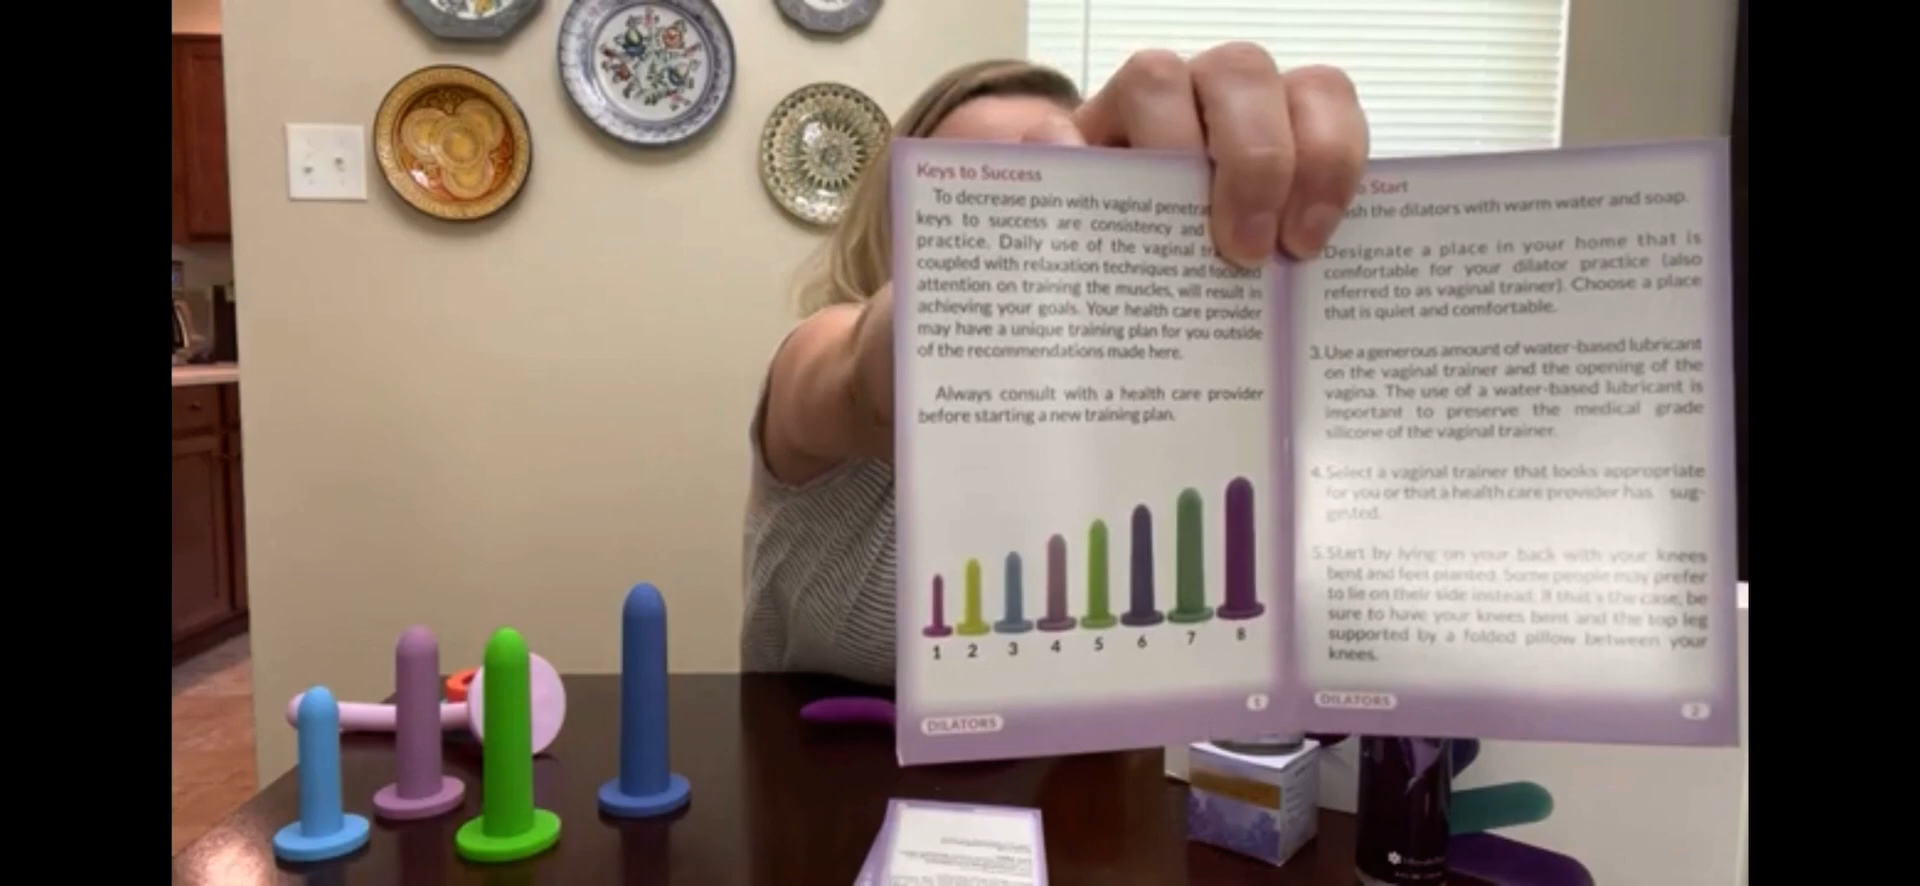 Keys to Success
To decrease pain with vaginal
keys to success are consistency and
practice. Daily use of the vaginal
coupled with relaxation techniques and focused
attention on training the muscles, will result in
achieving your goals. Your health care provider
may have a unique training plan for you outside
of the recommendations made here.
Always consult with a health care provider
before starting a new training plan.
1 2 3 4 5 6 7 8
DILATORS
1
Start
the dilators with warm water and soap.
Designate a place in your home that is
comfortable for your dilator practice (also
referred to as vaginal trainer). Choose a place
that is quiet and comfortable.
3. Use a generous amount of water-based lubricant
on the vaginal trainer and the opening of the
vagina. The use of a water-based lubricant is
important to preserve the medical grade
silicone of the vaginal trainer.
4. Select a vaginal trainer that looks appropriate
for you or that a health care provider has sug-
gested.
5. Start by lying on your back with your knees
bent and feet planted. Some people may prefer
to lie on their side instead. If that's the case, be
sure to have your knees bent and the top leg
supported by a folded pillow between your
knees.
DILATORS
2